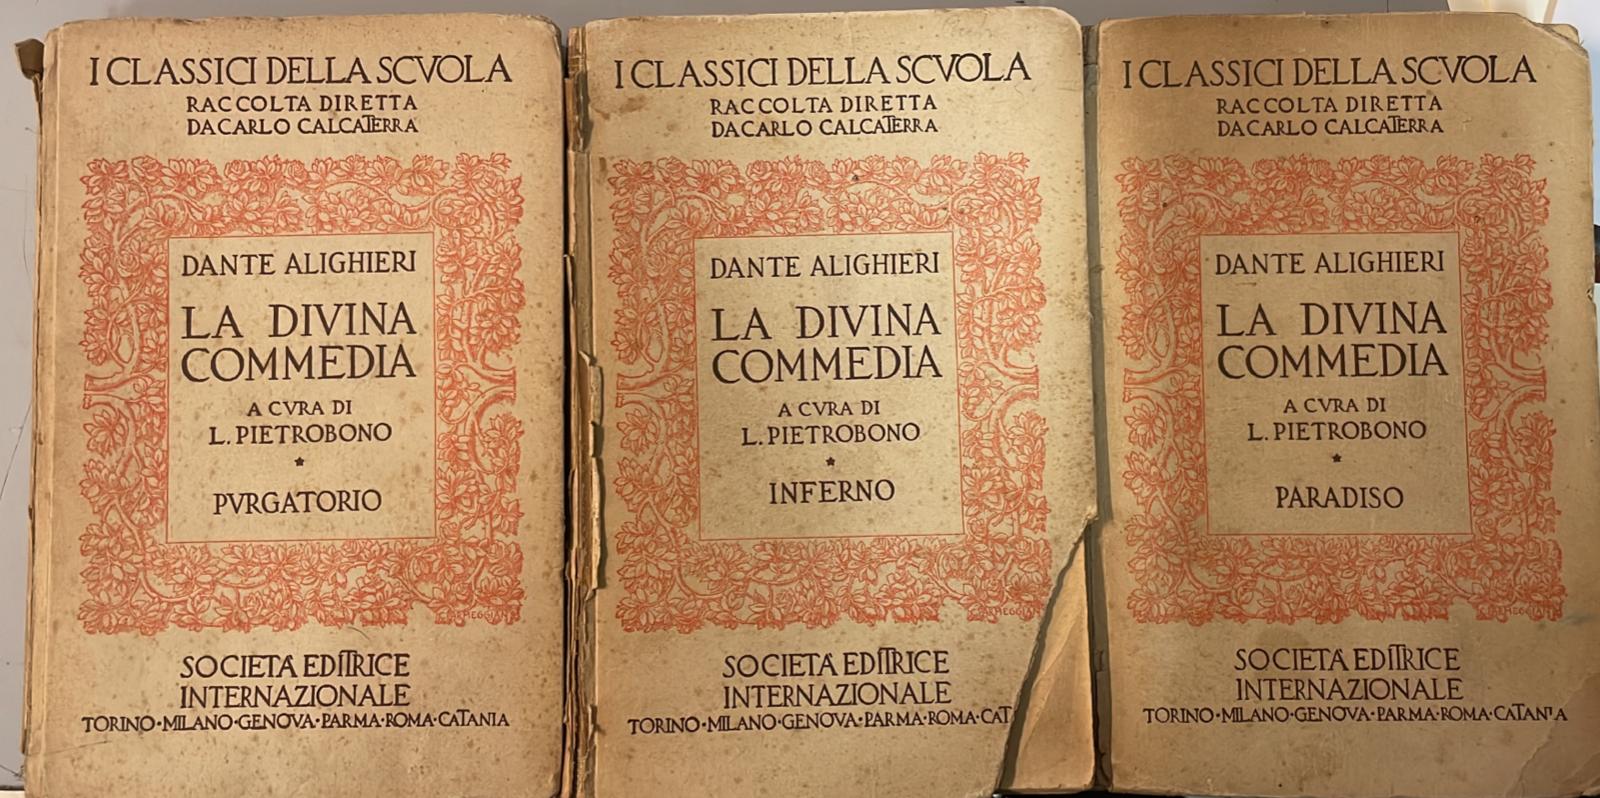 I CLASSICI DELLA SCVOLA
RACCOLTA DIRETTA
DA CARLO CALCATERRA
DANTE ALIGHIERI
LA DIVINA
COMMEDIA
A CVRA DI
L. PIETROBONO
★
PVRGATORIO
SOCIETÀ EDITRICE
INTERNAZIONALE
TORINO·MILANO·GENOVA·PARMA·ROMA·CATANIA
I CLASSICI DELLA SCVOLA
RACCOLTA DIRETTA
DA CARLO CALCATERRA
DANTE ALIGHIERI
LA DIVINA
COMMEDIA
A CVRA DI
L. PIETROBONO
★
INFERNO
SOCIETÀ EDITRICE
INTERNAZIONALE
TORINO·MILANO·GENOVA·PARMA·ROMA·CAT
I CLASSICI DELLA SCVOLA
RACCOLTA DIRETTA
DA CARLO CALCATERRA
DANTE ALIGHIERI
LA DIVINA
COMMEDIA
A CVRA DI
L. PIETROBONO
★
PARADISO
SOCIETÀ EDITRICE
INTERNAZIONALE
TORINO·MILANO·GENOVA·PARMA·ROMA·CATANIA